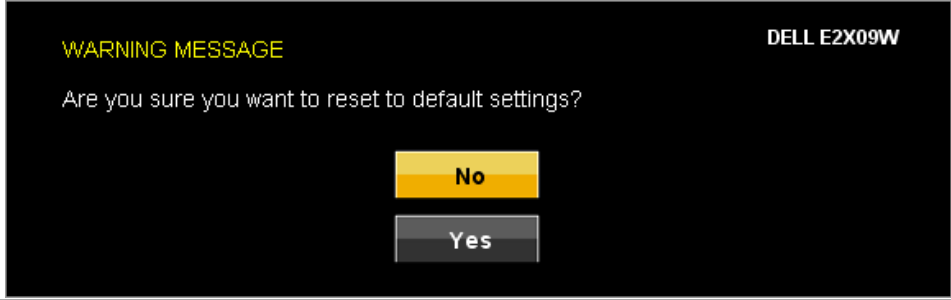 DELL E2X09W
WARNING MESSAGE
Are you sure you want to reset to default settings?
No
Yes